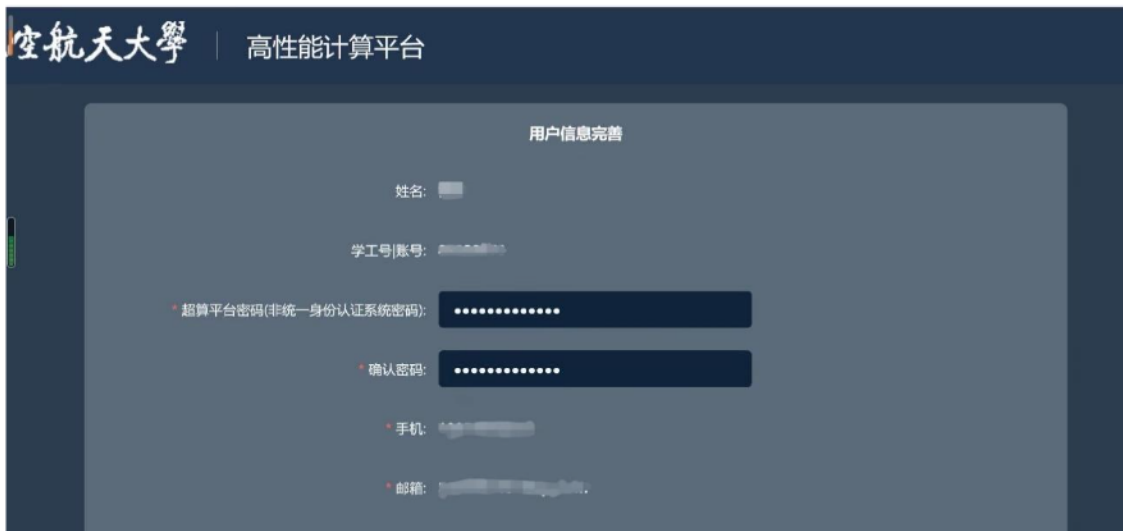 空航天大學 高性能计算平台
用户信息完善
姓名:
学工号|账号:
* 超算平台密码(非统一身份认证系统密码): •••••••••••••
* 确认密码: •••••••••••••
* 手机:
* 邮箱: